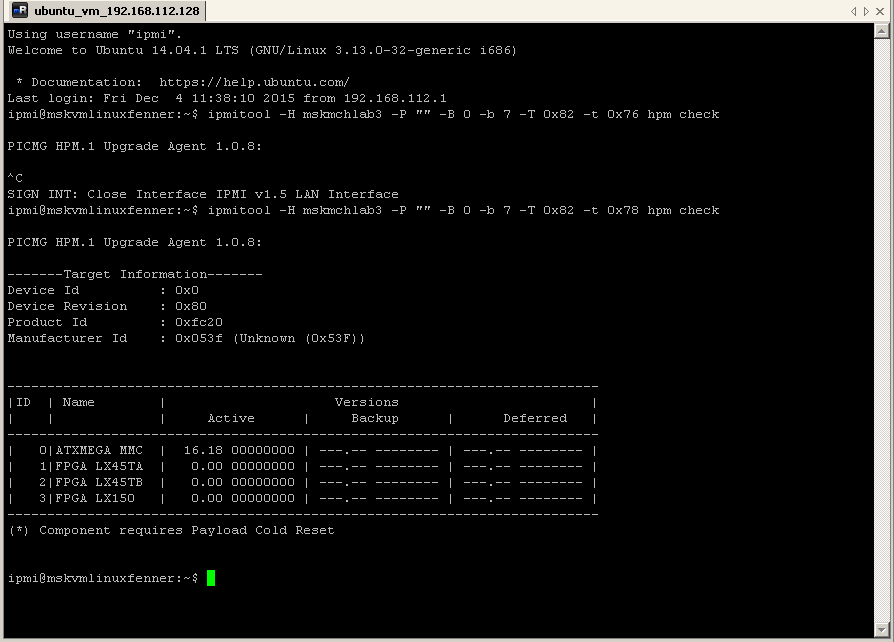 ubuntu_vm_192.168.112.128
Using username "ipmi".
Welcome to Ubuntu 14.04.1 LTS (GNU/Linux 3.13.0-32-generic i686)
 * Documentation:  https://help.ubuntu.com/
Last login: Fri Dec  4 11:38:10 2015 from 192.168.112.1
ipmi@mskvmlinuxfenner:~$ ipmitool -H mskmchlab3 -P "" -B 0 -b 7 -T 0x82 -t 0x76 hpm check
PICMG HPM.1 Upgrade Agent 1.0.8:
^C
SIGN INT: Close Interface IPMI v1.5 LAN Interface
ipmi@mskvmlinuxfenner:~$ ipmitool -H mskmchlab3 -P "" -B 0 -b 7 -T 0x82 -t 0x78 hpm check
PICMG HPM.1 Upgrade Agent 1.0.8:
-------Target Information-------
Device Id          : 0x0
Device Revision    : 0x80
Product Id         : 0xfc20
Manufacturer Id    : 0x053f (Unknown (0x53F))
---------------------------------------------------------------------------
|ID  | Name        |                     Versions                        |
|    |             |     Active      |     Backup      |      Deferred   |
---------------------------------------------------------------------------
|   0|ATXMEGA MMC  |  16.18 00000000 | ---.-- -------- | ---.-- -------- |
|   1|FPGA LX45TA  |   0.00 00000000 | ---.-- -------- | ---.-- -------- |
|   2|FPGA LX45TB  |   0.00 00000000 | ---.-- -------- | ---.-- -------- |
|   3|FPGA LX150   |   0.00 00000000 | ---.-- -------- | ---.-- -------- |
---------------------------------------------------------------------------
(*) Component requires Payload Cold Reset
ipmi@mskvmlinuxfenner:~$